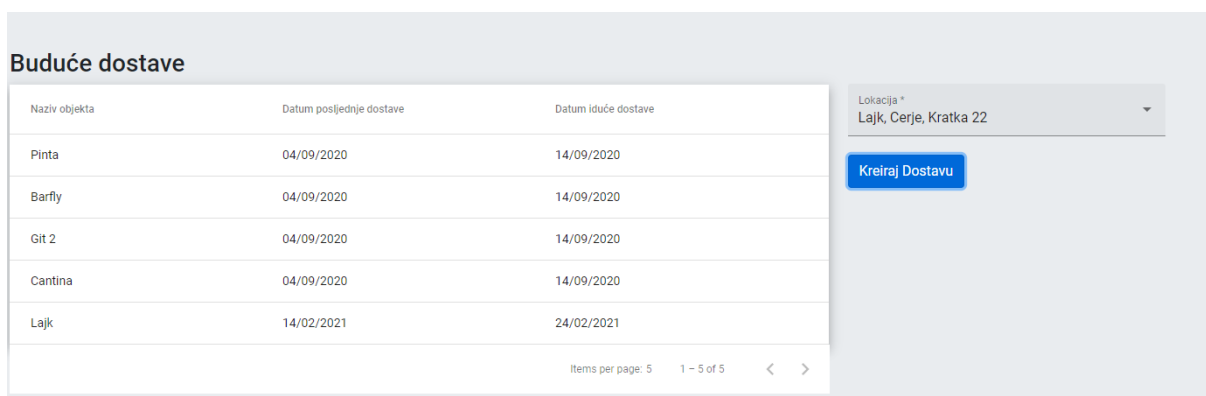 Buduće dostave
Naziv objekta Datum posljednje dostave Datum iduće dostave
Pinta 04/09/2020 14/09/2020
Barfly 04/09/2020 14/09/2020
Git 2 04/09/2020 14/09/2020
Cantina 04/09/2020 14/09/2020
Lajk 14/02/2021 24/02/2021
Items per page: 5 1 – 5 of 5
Lokacija *
Lajk, Cerje, Kratka 22
Kreiraj Dostavu